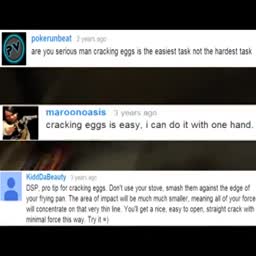 pokerunbeat 2 years ago
are you serious man cracking eggs is the easiest task not the hardest task
maroonoasis 3 years ago
cracking eggs is easy, i can do it with one hand.
KiddDaBeauty 3 years ago
DSP, pro tip for cracking eggs. Don't use your stove, smash them against the edge of
your frying pan. The area of impact will be much much smaller, meaning all of your force
will concentrate on that very thin line. You'll get a nice, easy to open, straight crack with
minimal force this way. Try it =)